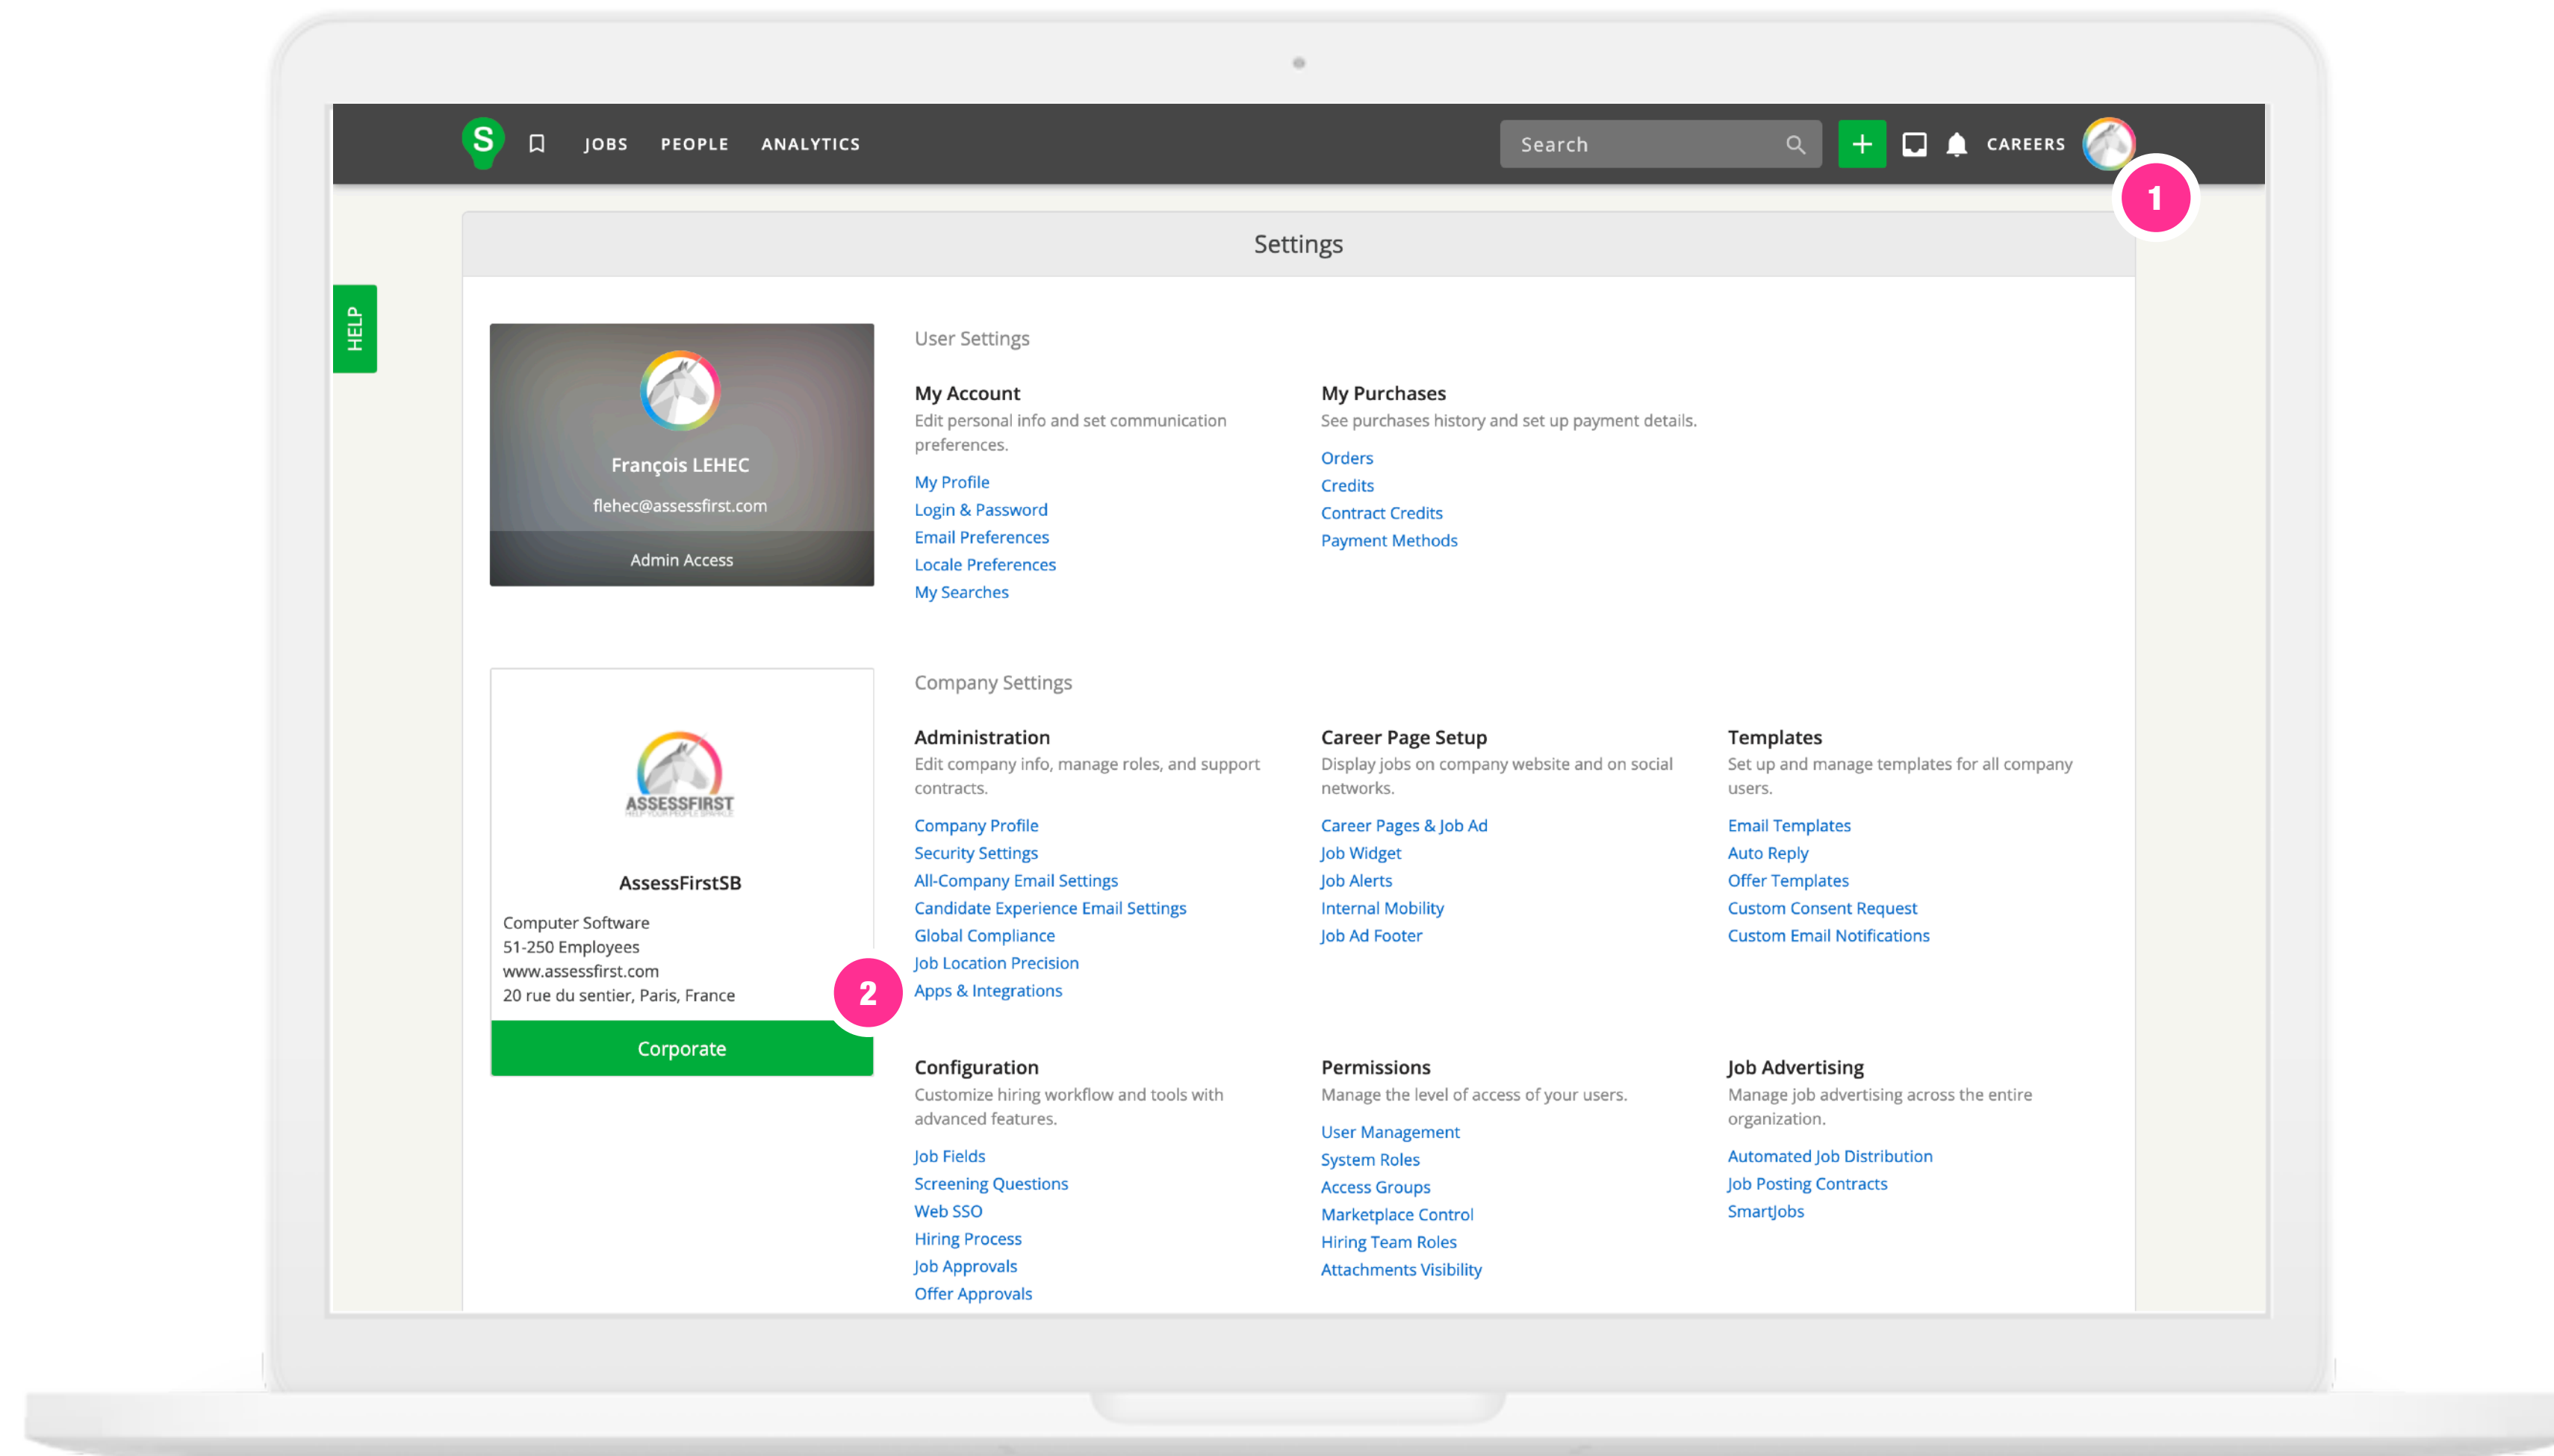 S JOBS PEOPLE ANALYTICS Search + CAREERS
1
Settings
HELP
François LEHEC
flehec@assessfirst.com
Admin Access
User Settings
My Account
Edit personal info and set communication
preferences.
My Profile
Login & Password
Email Preferences
Locale Preferences
My Searches
My Purchases
See purchases history and set up payment details.
Orders
Credits
Contract Credits
Payment Methods
ASSESSFIRST
HELP YOUR PEOPLE SPARKLE
AssessFirstSB
Computer Software
51-250 Employees
www.assessfirst.com
20 rue du sentier, Paris, France
Corporate
2
Company Settings
Administration
Edit company info, manage roles, and support
contracts.
Company Profile
Security Settings
All-Company Email Settings
Candidate Experience Email Settings
Global Compliance
Job Location Precision
Apps & Integrations
Career Page Setup
Display jobs on company website and on social
networks.
Career Pages & Job Ad
Job Widget
Job Alerts
Internal Mobility
Job Ad Footer
Templates
Set up and manage templates for all company
users.
Email Templates
Auto Reply
Offer Templates
Custom Consent Request
Custom Email Notifications
Configuration
Customize hiring workflow and tools with
advanced features.
Job Fields
Screening Questions
Web SSO
Hiring Process
Job Approvals
Offer Approvals
Permissions
Manage the level of access of your users.
User Management
System Roles
Access Groups
Marketplace Control
Hiring Team Roles
Attachments Visibility
Job Advertising
Manage job advertising across the entire
organization.
Automated Job Distribution
Job Posting Contracts
SmartJobs